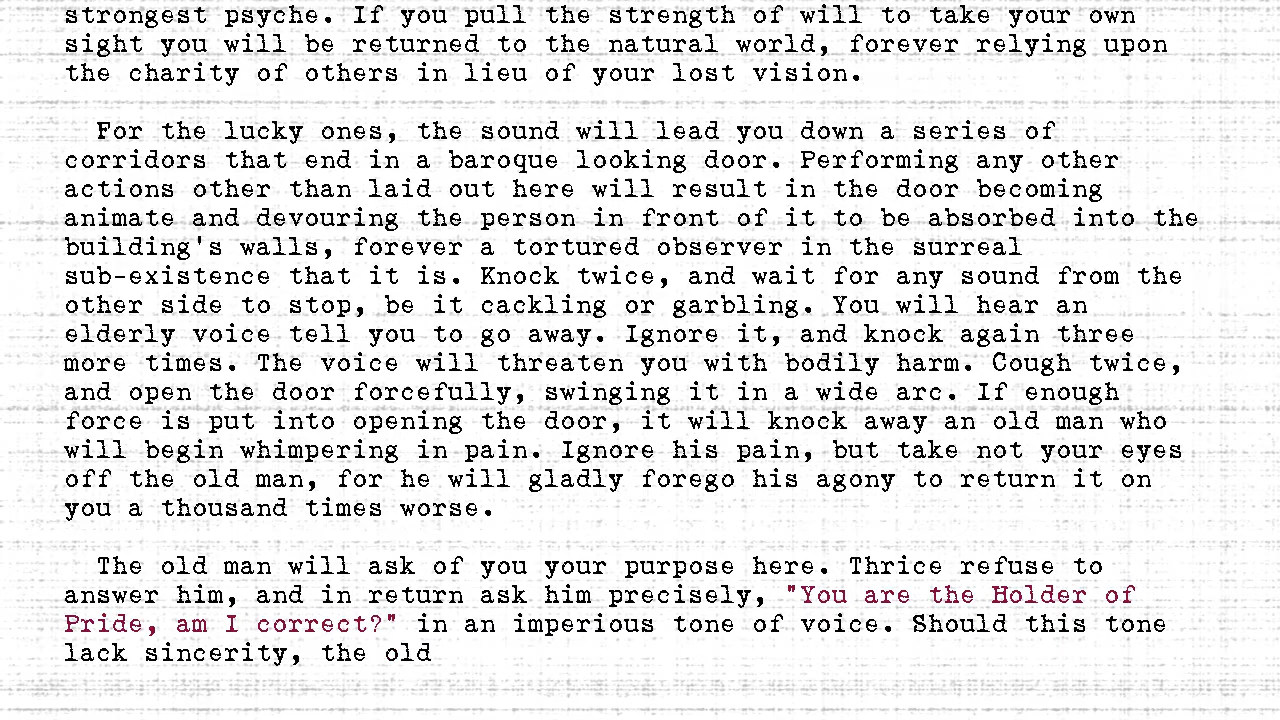 strongest psyche. If you pull the strength of will to take your own
sight you will be returned to the natural world, forever relying upon
the charity of others in lieu of your lost vision.
For the lucky ones, the sound will lead you down a series of
corridors that end in a baroque looking door. Performing any other
actions other than laid out here will result in the door becoming
animate and devouring the person in front of it to be absorbed into the
building's walls, forever a tortured observer in the surreal
sub-existence that it is. Knock twice, and wait for any sound from the
other side to stop, be it cackling or garbling. You will hear an
elderly voice tell you to go away. Ignore it, and knock again three
more times. The voice will threaten you with bodily harm. Cough twice,
and open the door forcefully, swinging it in a wide arc. If enough
force is put into opening the door, it will knock away an old man who
will begin whimpering in pain. Ignore his pain, but take not your eyes
off the old man, for he will gladly forego his agony to return it on
you a thousand times worse.
The old man will ask of you your purpose here. Thrice refuse to
answer him, and in return ask him precisely, "You are the Holder of
Pride, am I correct?" in an imperious tone of voice. Should this tone
lack sincerity, the old